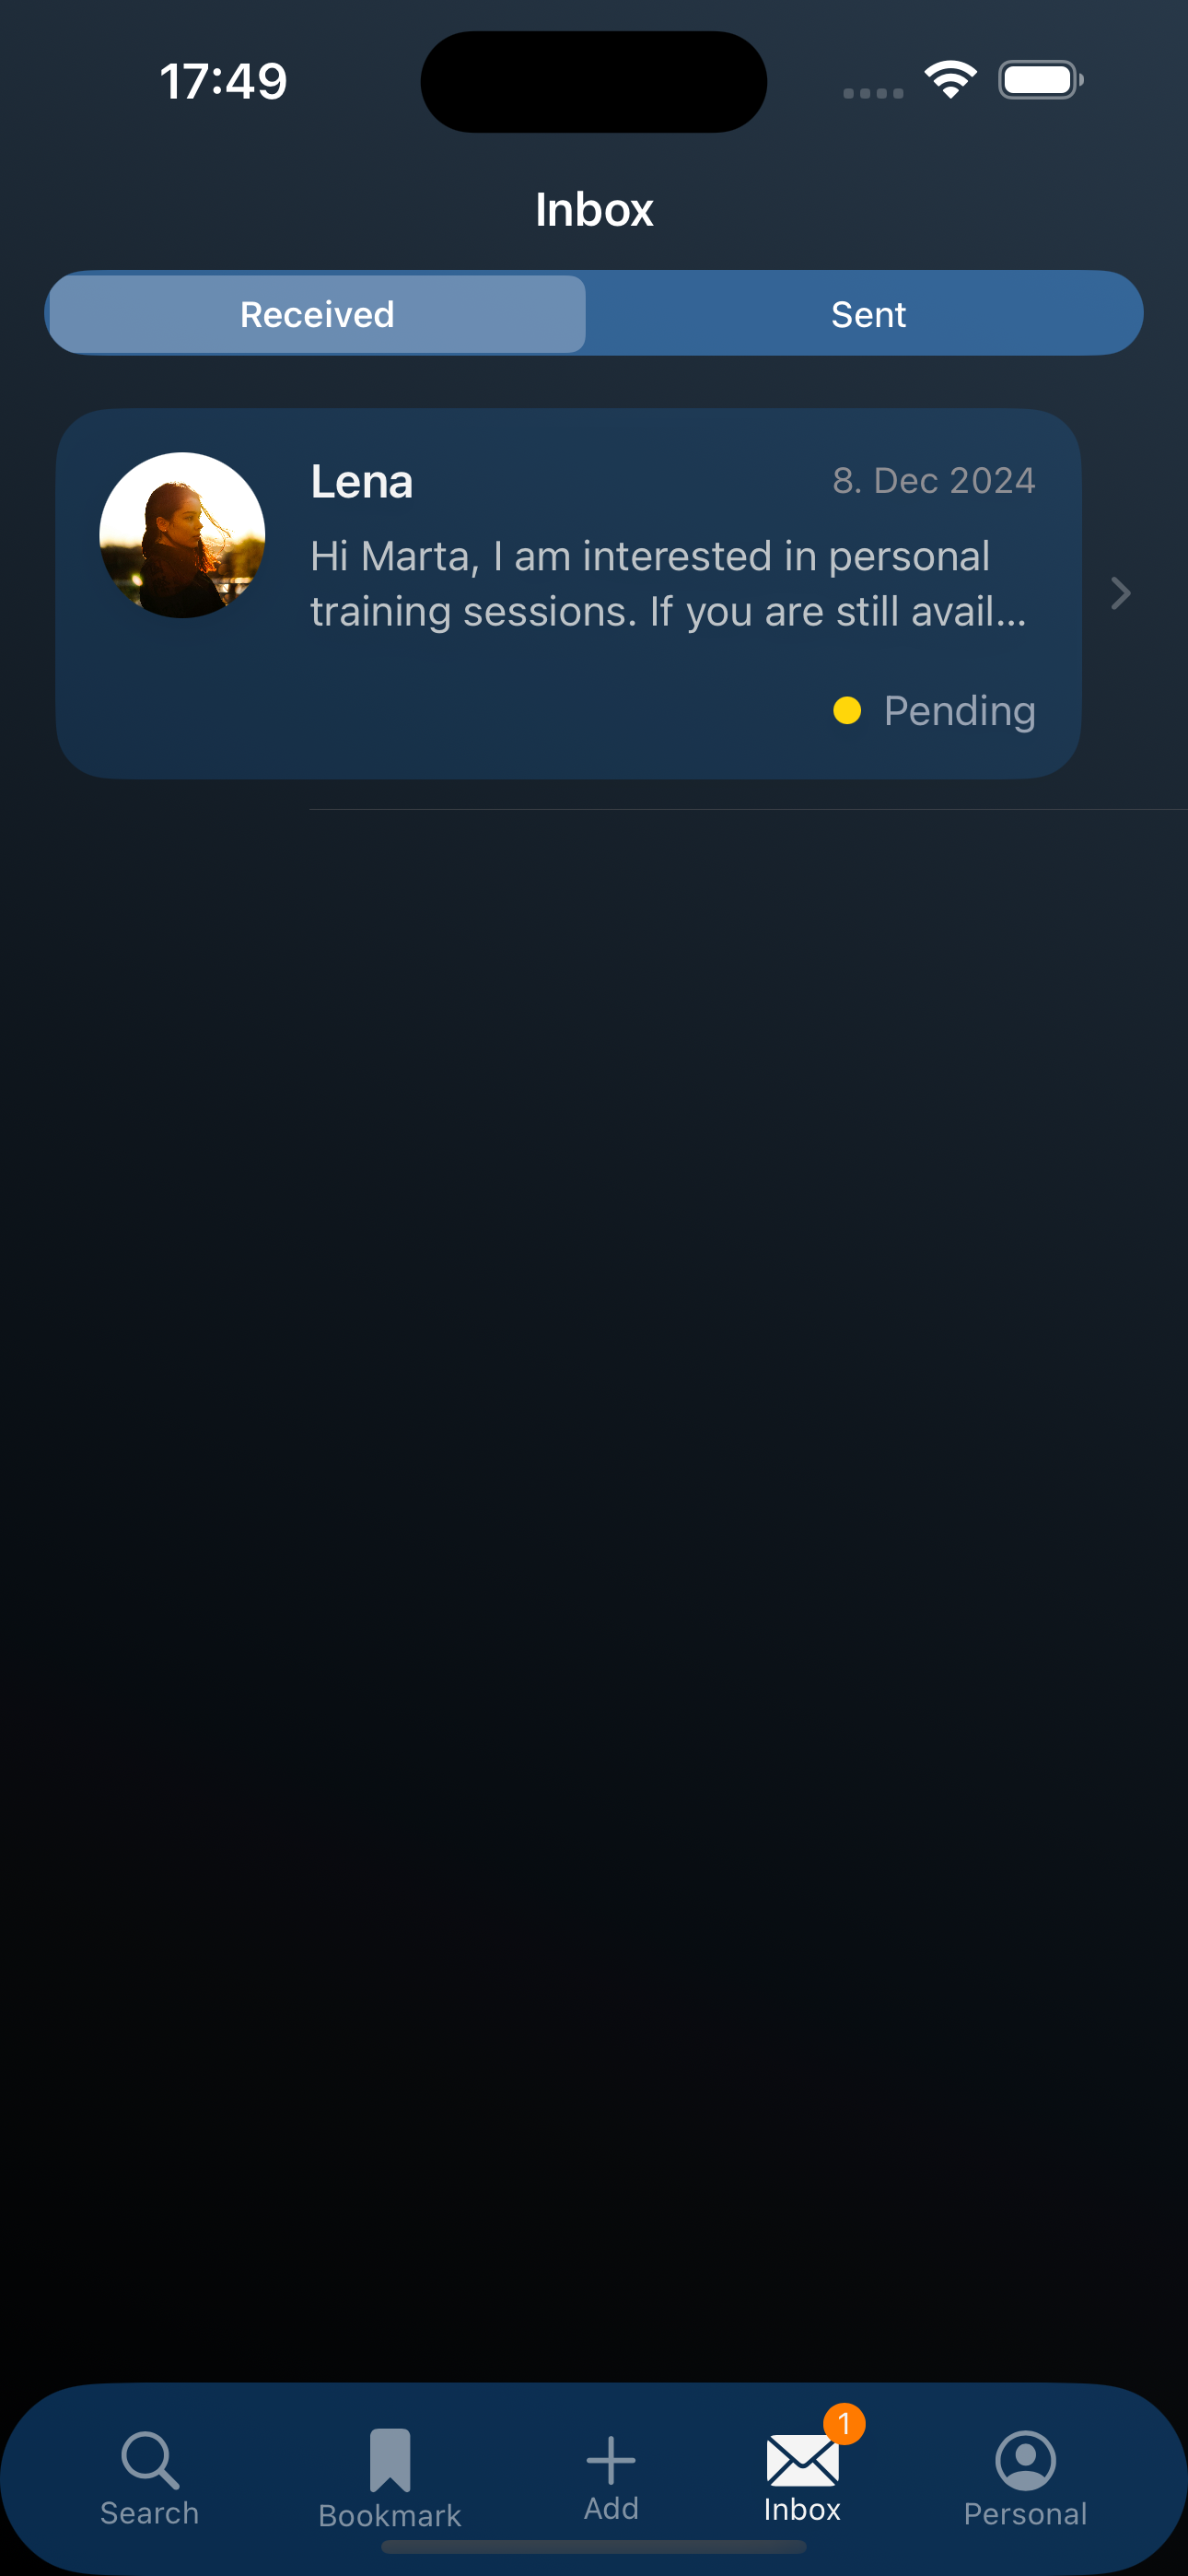 17:49
Inbox
Received
Sent
Lena
8. Dec 2024
Hi Marta, I am interested in personal
training sessions. If you are still avail...
Pending
1
Search
Bookmark
Add
Inbox
Personal